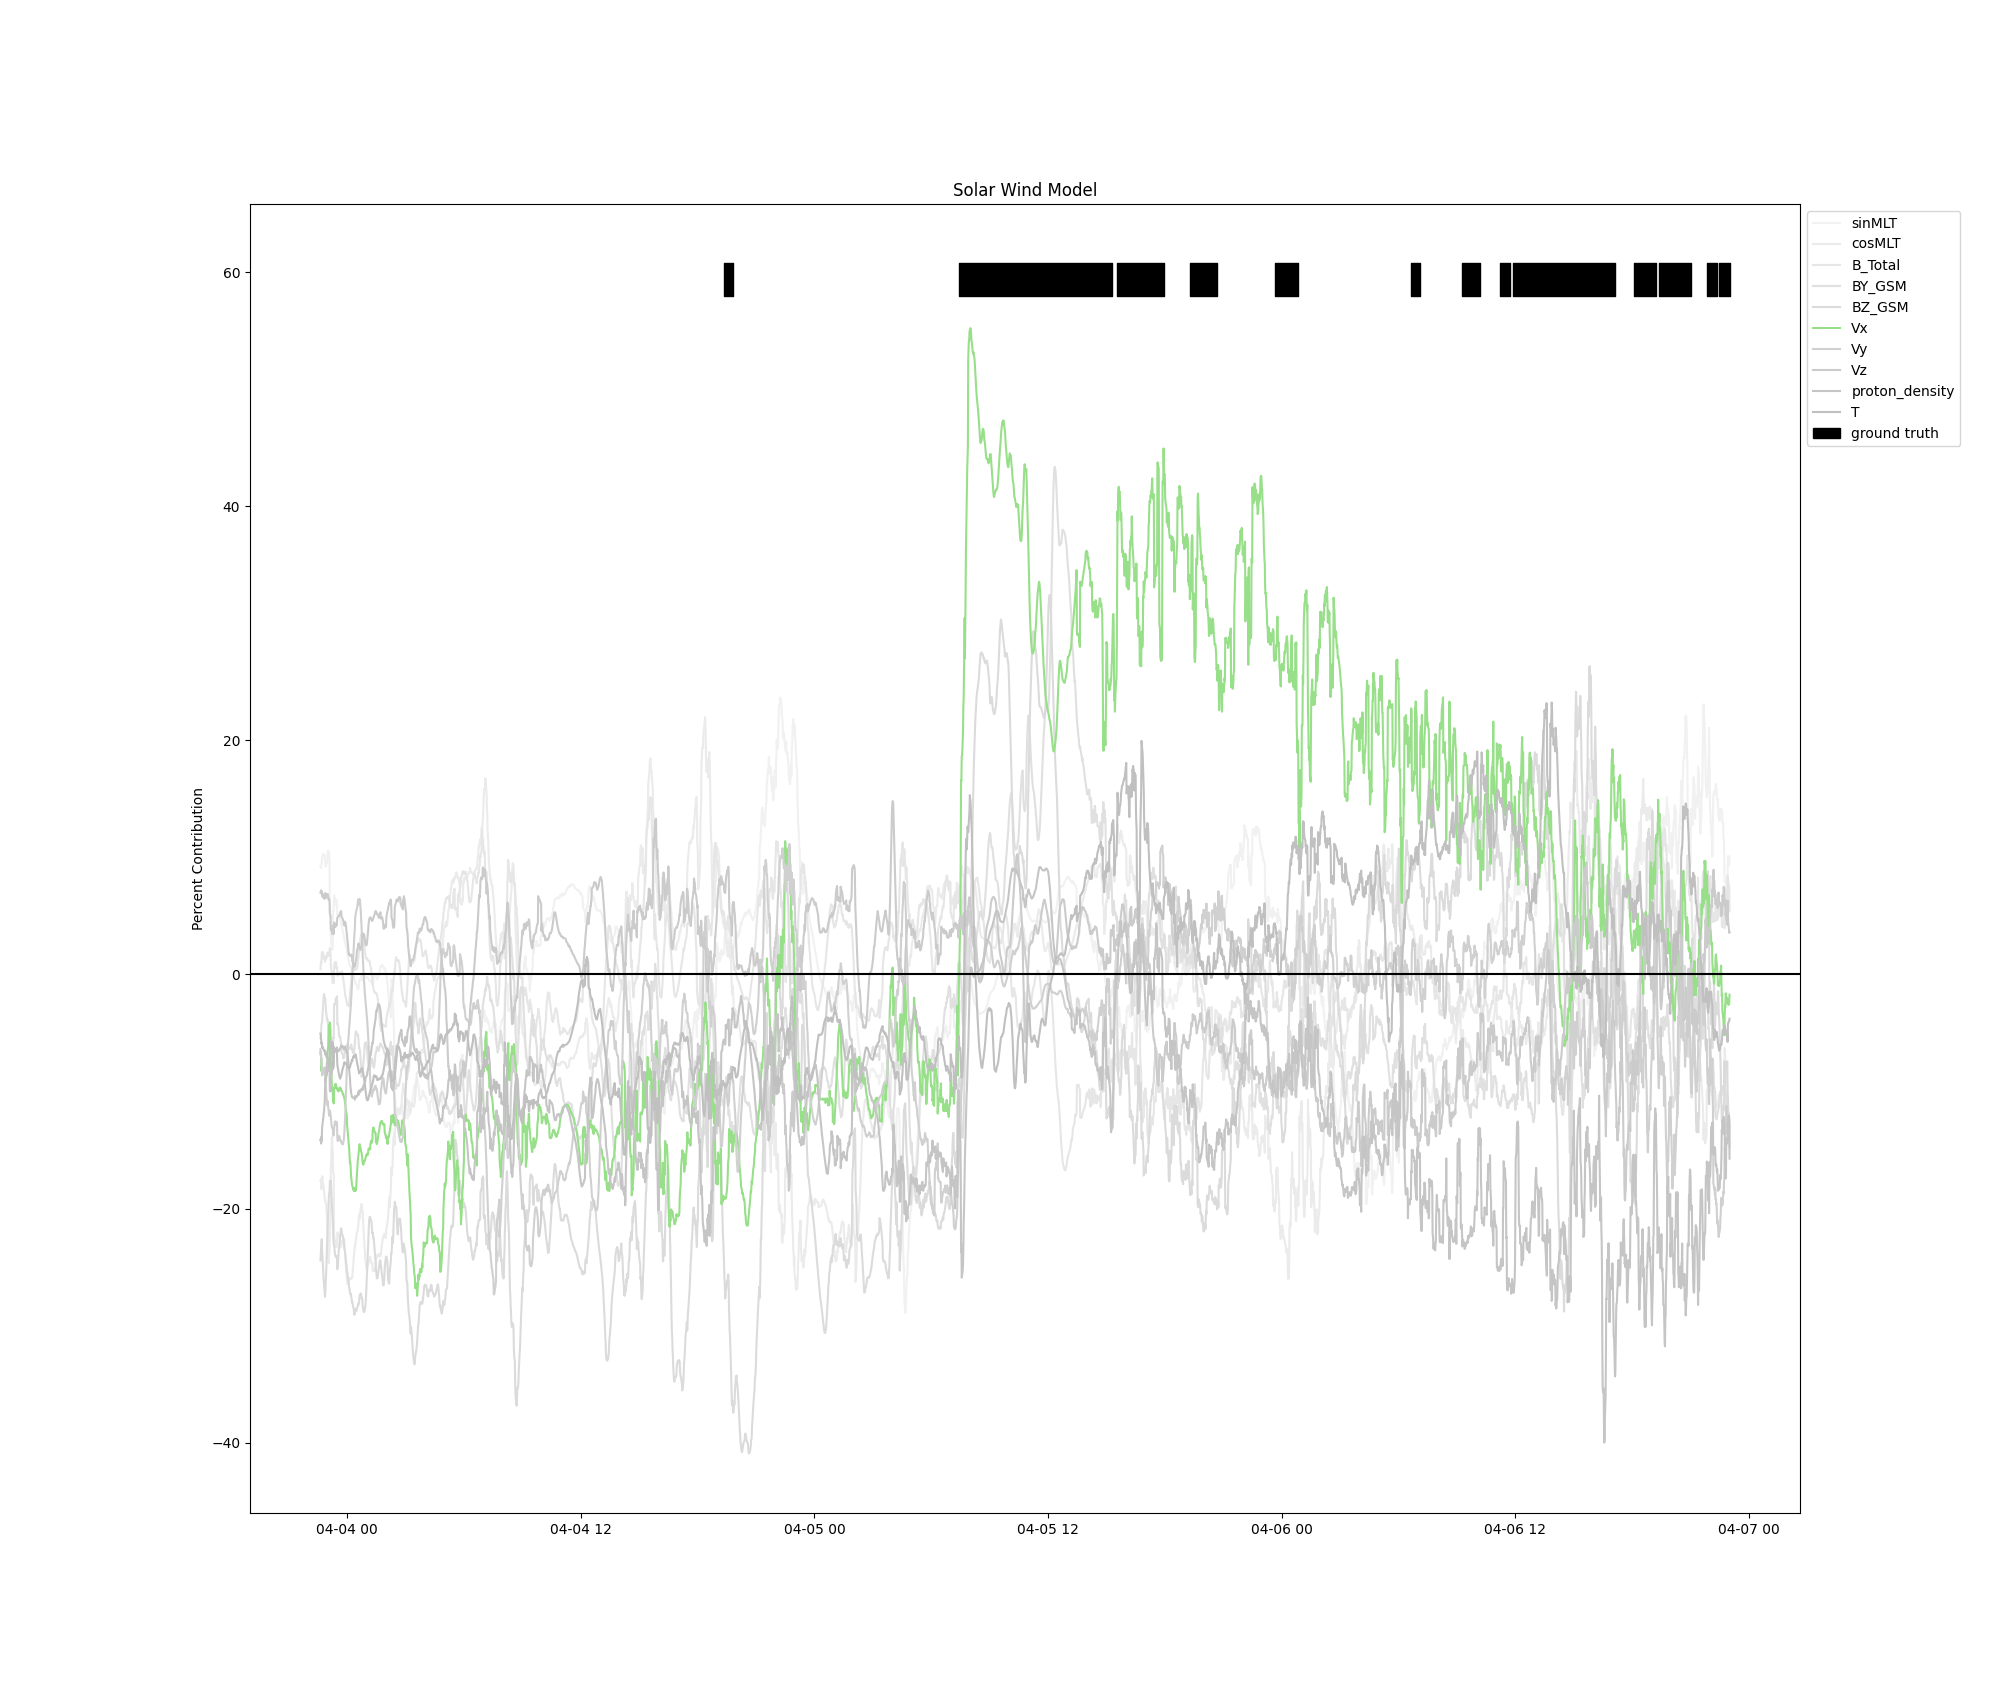 Solar Wind Model
sinMLT
cosMLT
B_Total
BY_GSM
BZ_GSM
Vx
Vy
Vz
proton_density
T
ground truth
Percent Contribution
60
40
20
0
−20
−40
04-04 00
04-04 12
04-05 00
04-05 12
04-06 00
04-06 12
04-07 00